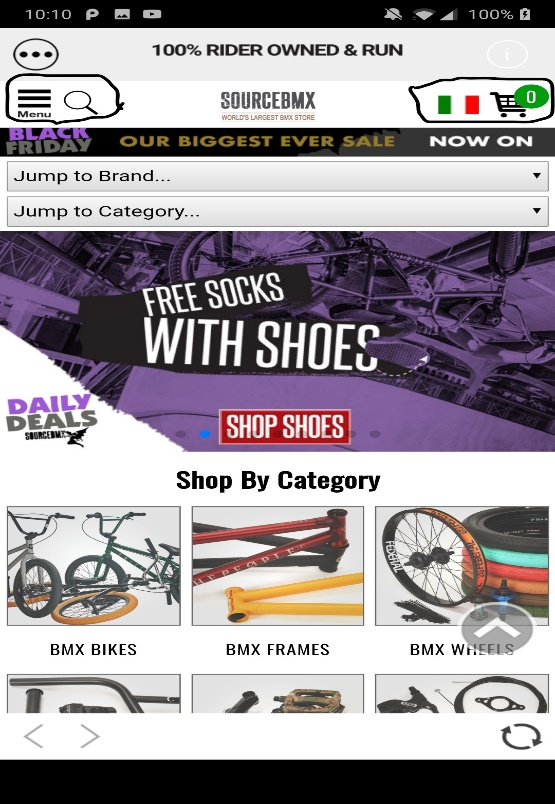 10:10
100%
100% RIDER OWNED & RUN
i
Menu
SOURCEBMX
WORLD'S LARGEST BMX STORE
0
BLACK
FRIDAY
OUR BIGGEST EVER SALE NOW ON
Jump to Brand...
Jump to Category...
FREE SOCKS
WITH SHOES
DAILY
DEALS
SOURCEBMX
SHOP SHOES
Shop By Category
FEDERAL
BMX BIKES
BMX FRAMES
BMX WHEELS